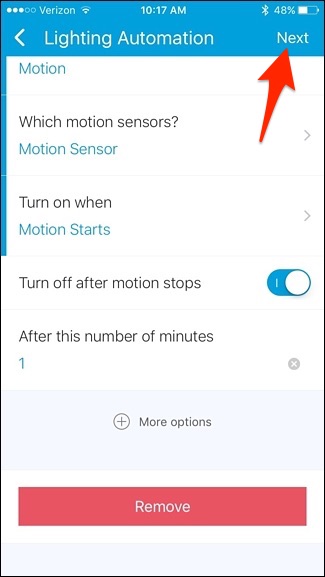 Verizon 10:17 AM 48%
Lighting Automation Next
Motion
Which motion sensors?
Motion Sensor
Turn on when
Motion Starts
Turn off after motion stops
After this number of minutes
1
More options
Remove